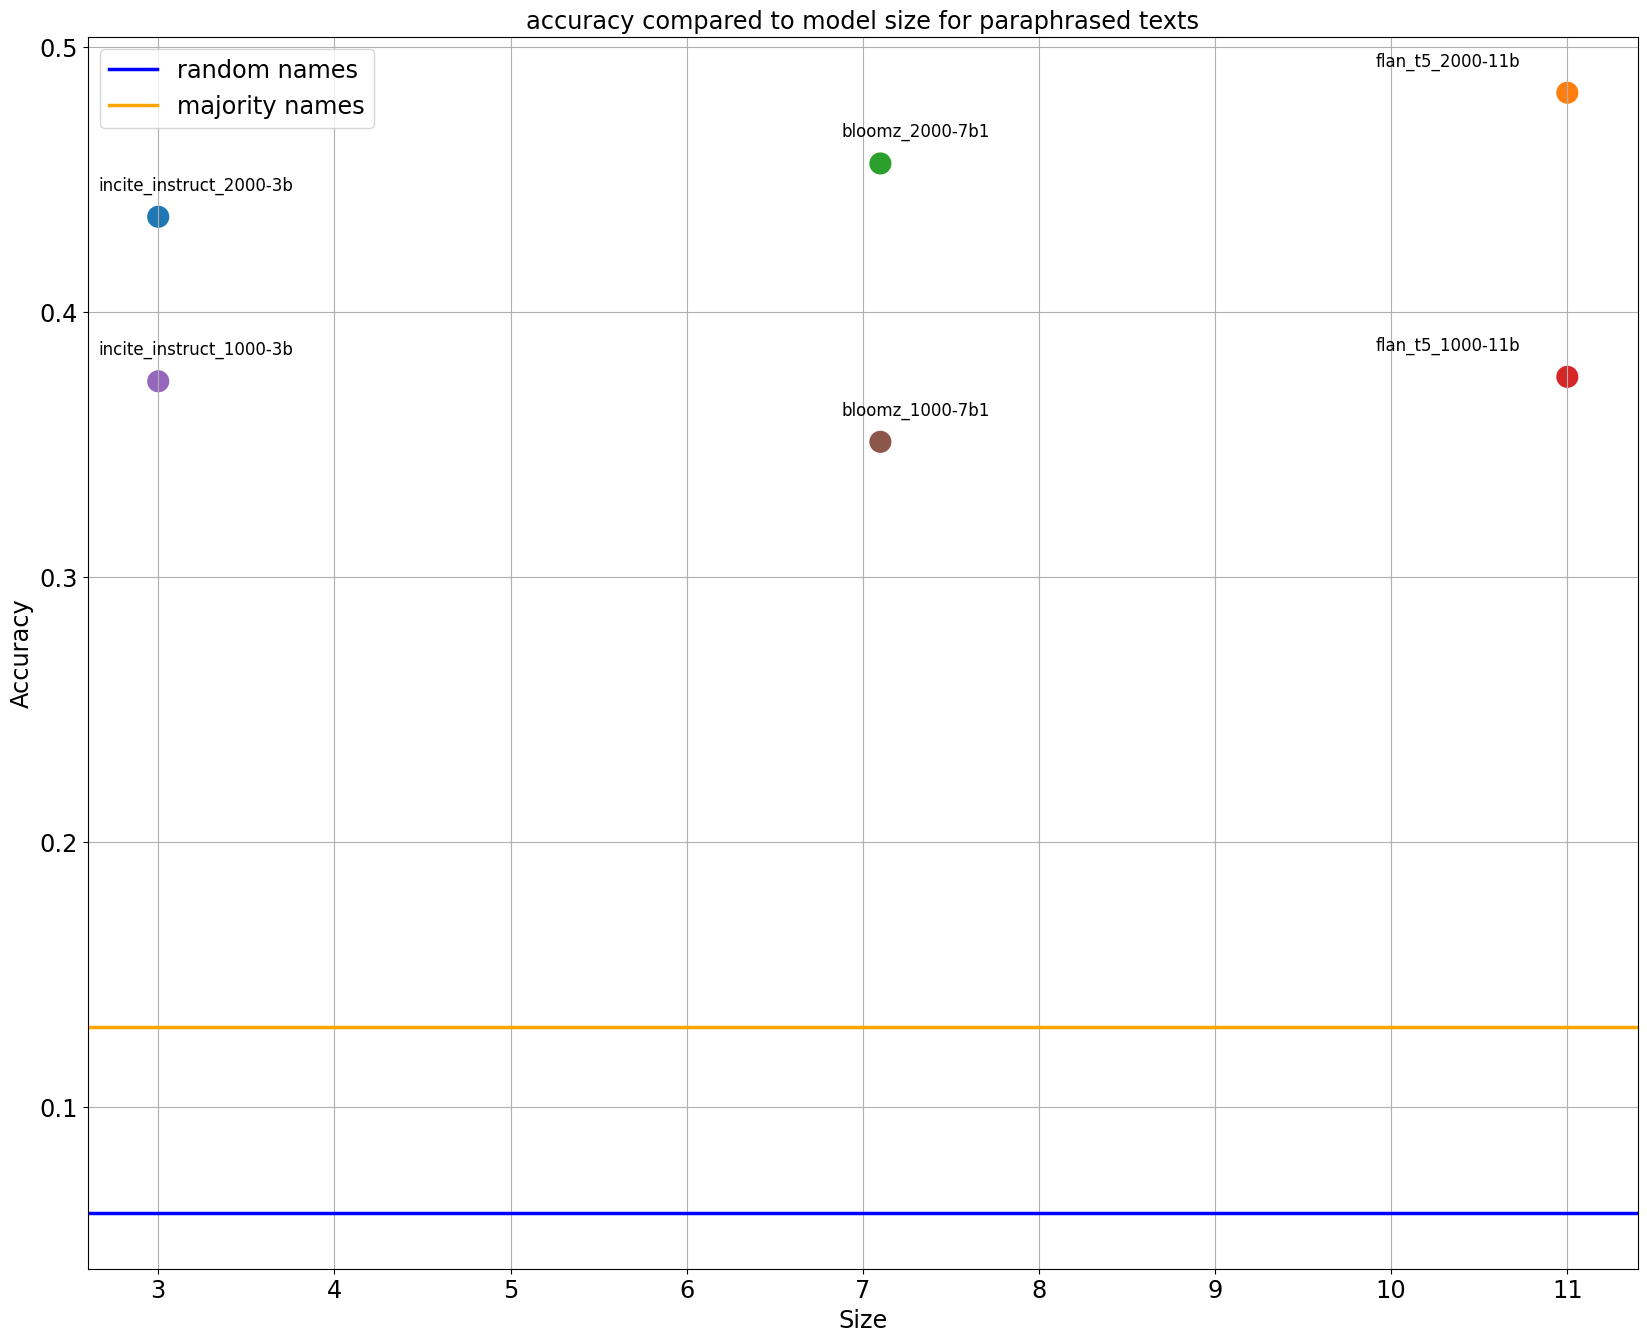 accuracy compared to model size for paraphrased texts
random names
majority names
flan_t5_2000-11b
bloomz_2000-7b1
incite_instruct_2000-3b
incite_instruct_1000-3b
flan_t5_1000-11b
bloomz_1000-7b1
0.5
0.4
0.3
0.2
0.1
Accuracy
3 4 5 6 7 8 9 10 11
Size